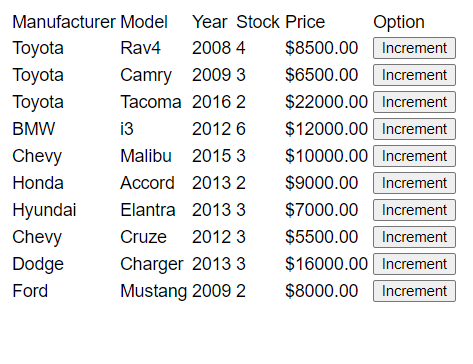 Manufacturer Model Year Stock Price Option
Toyota Rav4 2008 4 $8500.00 Increment
Toyota Camry 2009 3 $6500.00 Increment
Toyota Tacoma 2016 2 $22000.00 Increment
BMW i3 2012 6 $12000.00 Increment
Chevy Malibu 2015 3 $10000.00 Increment
Honda Accord 2013 2 $9000.00 Increment
Hyundai Elantra 2013 3 $7000.00 Increment
Chevy Cruze 2012 3 $5500.00 Increment
Dodge Charger 2013 3 $16000.00 Increment
Ford Mustang 2009 2 $8000.00 Increment